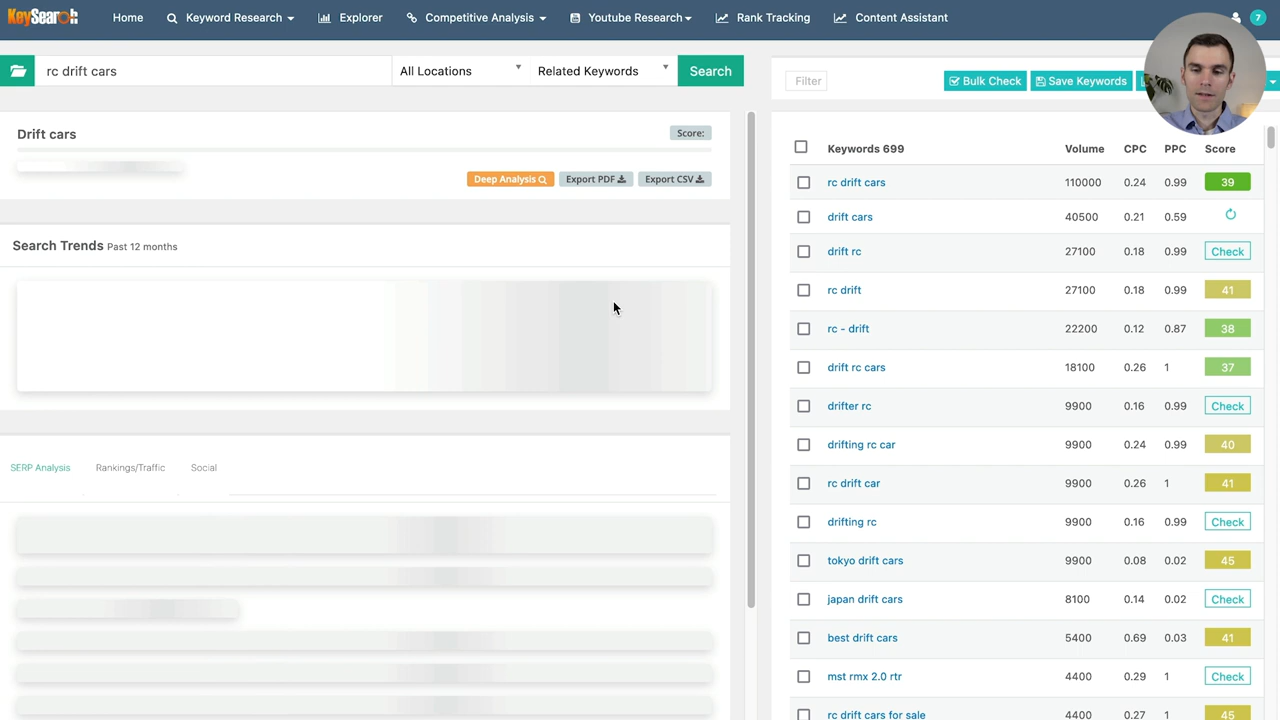 KeySearch Home Keyword Research Explorer Competitive Analysis Youtube Research Rank Tracking Content Assistant 7
rc drift cars All Locations Related Keywords Search
Filter Bulk Check Save Keywords
Drift cars Score:
Deep Analysis Export PDF Export CSV
Search Trends Past 12 months
SERP Analysis Rankings/Traffic Social
Keywords 699 Volume CPC PPC Score
rc drift cars 110000 0.24 0.99 39
drift cars 40500 0.21 0.59
drift rc 27100 0.18 0.99 Check
rc drift 27100 0.18 0.99 41
rc - drift 22200 0.12 0.87 38
drift rc cars 18100 0.26 1 37
drifter rc 9900 0.16 0.99 Check
drifting rc car 9900 0.24 0.99 40
rc drift car 9900 0.26 1 41
drifting rc 9900 0.16 0.99 Check
tokyo drift cars 9900 0.08 0.02 45
japan drift cars 8100 0.14 0.02 Check
best drift cars 5400 0.69 0.03 41
mst rmx 2.0 rtr 4400 0.29 1 Check
rc drift cars for sale 4400 0.27 1 45